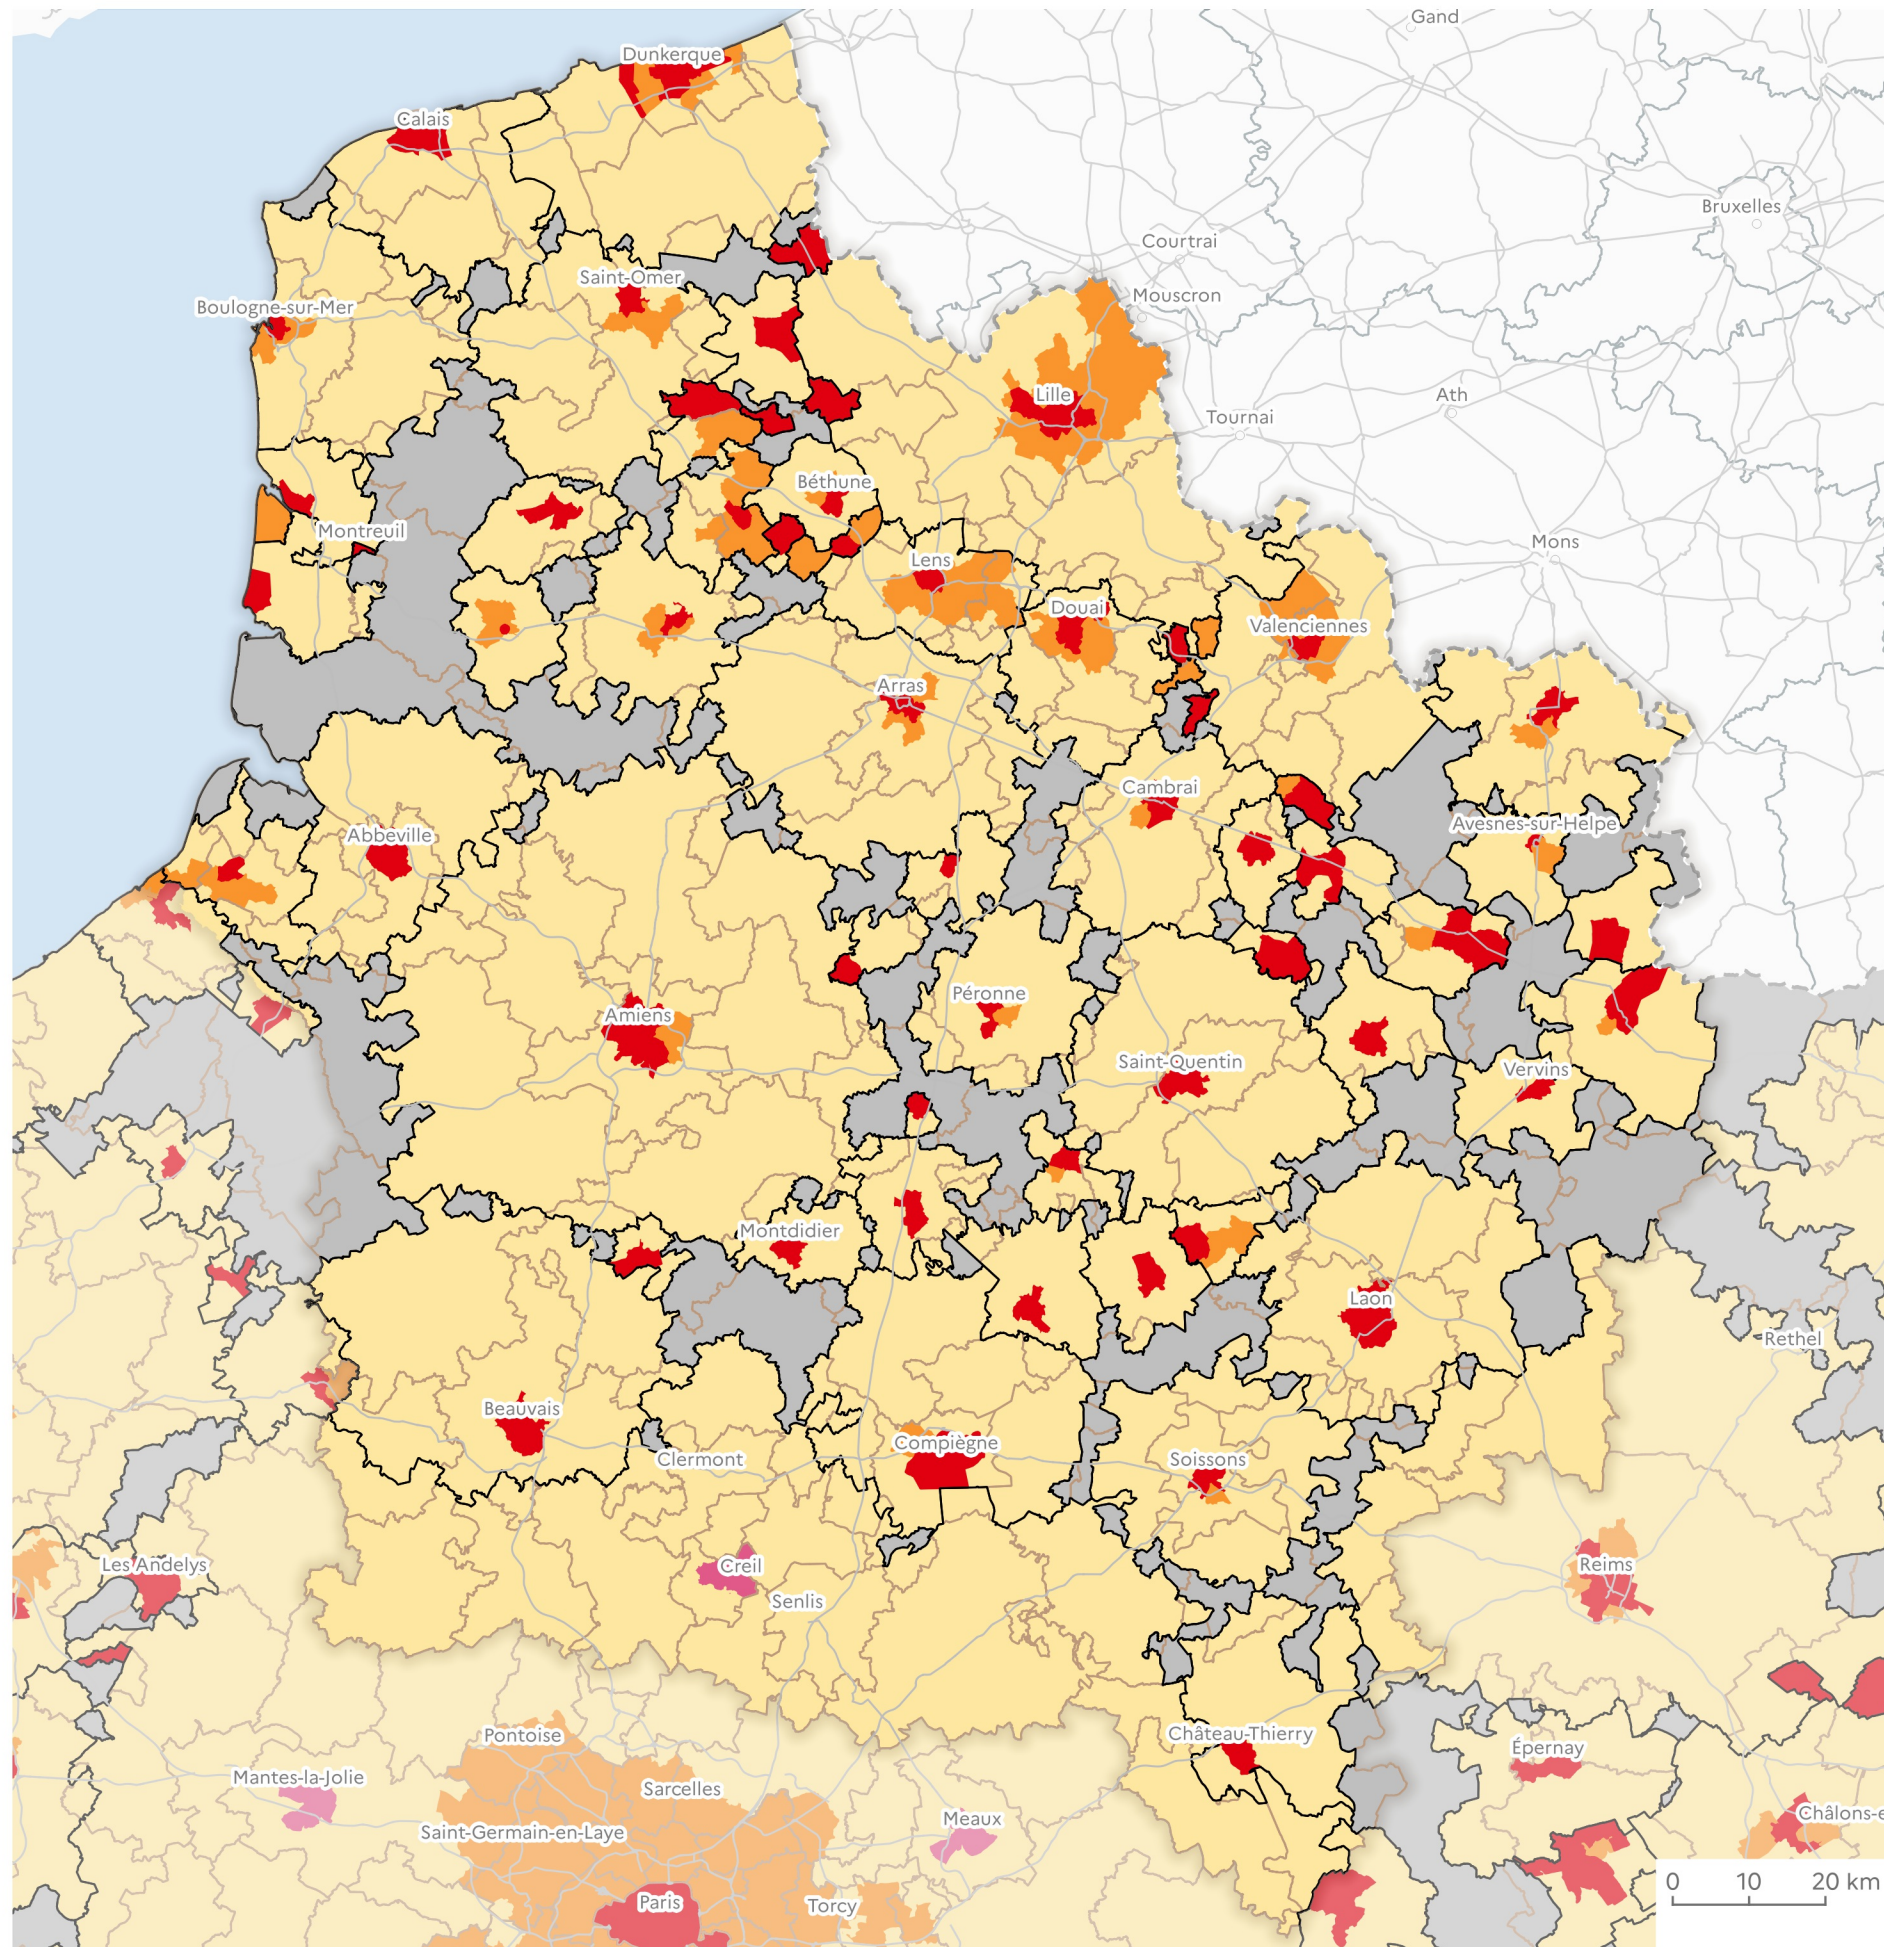 Gand
Dunkerque
Calais
Bruxelles
Courtrai
Saint-Omer
Mouscron
Boulogne-sur-Mer
Lille
Ath
Tournai
Béthune
Montreuil
Mons
Lens
Douai
Valenciennes
Arras
Cambrai
Avesnes-sur-Helpe
Abbeville
Péronne
Amiens
Saint-Quentin
Vervins
Montdidier
Laon
Rethel
Beauvais
Compiègne
Clermont
Soissons
Les Andelys
Creil
Reims
Senlis
Pontoise
Château-Thierry
Épernay
Mantes-la-Jolie
Sarcelles
Saint-Germain-en-Laye
Meaux
Châlons-e
Paris
Torcy
0 10 20 km